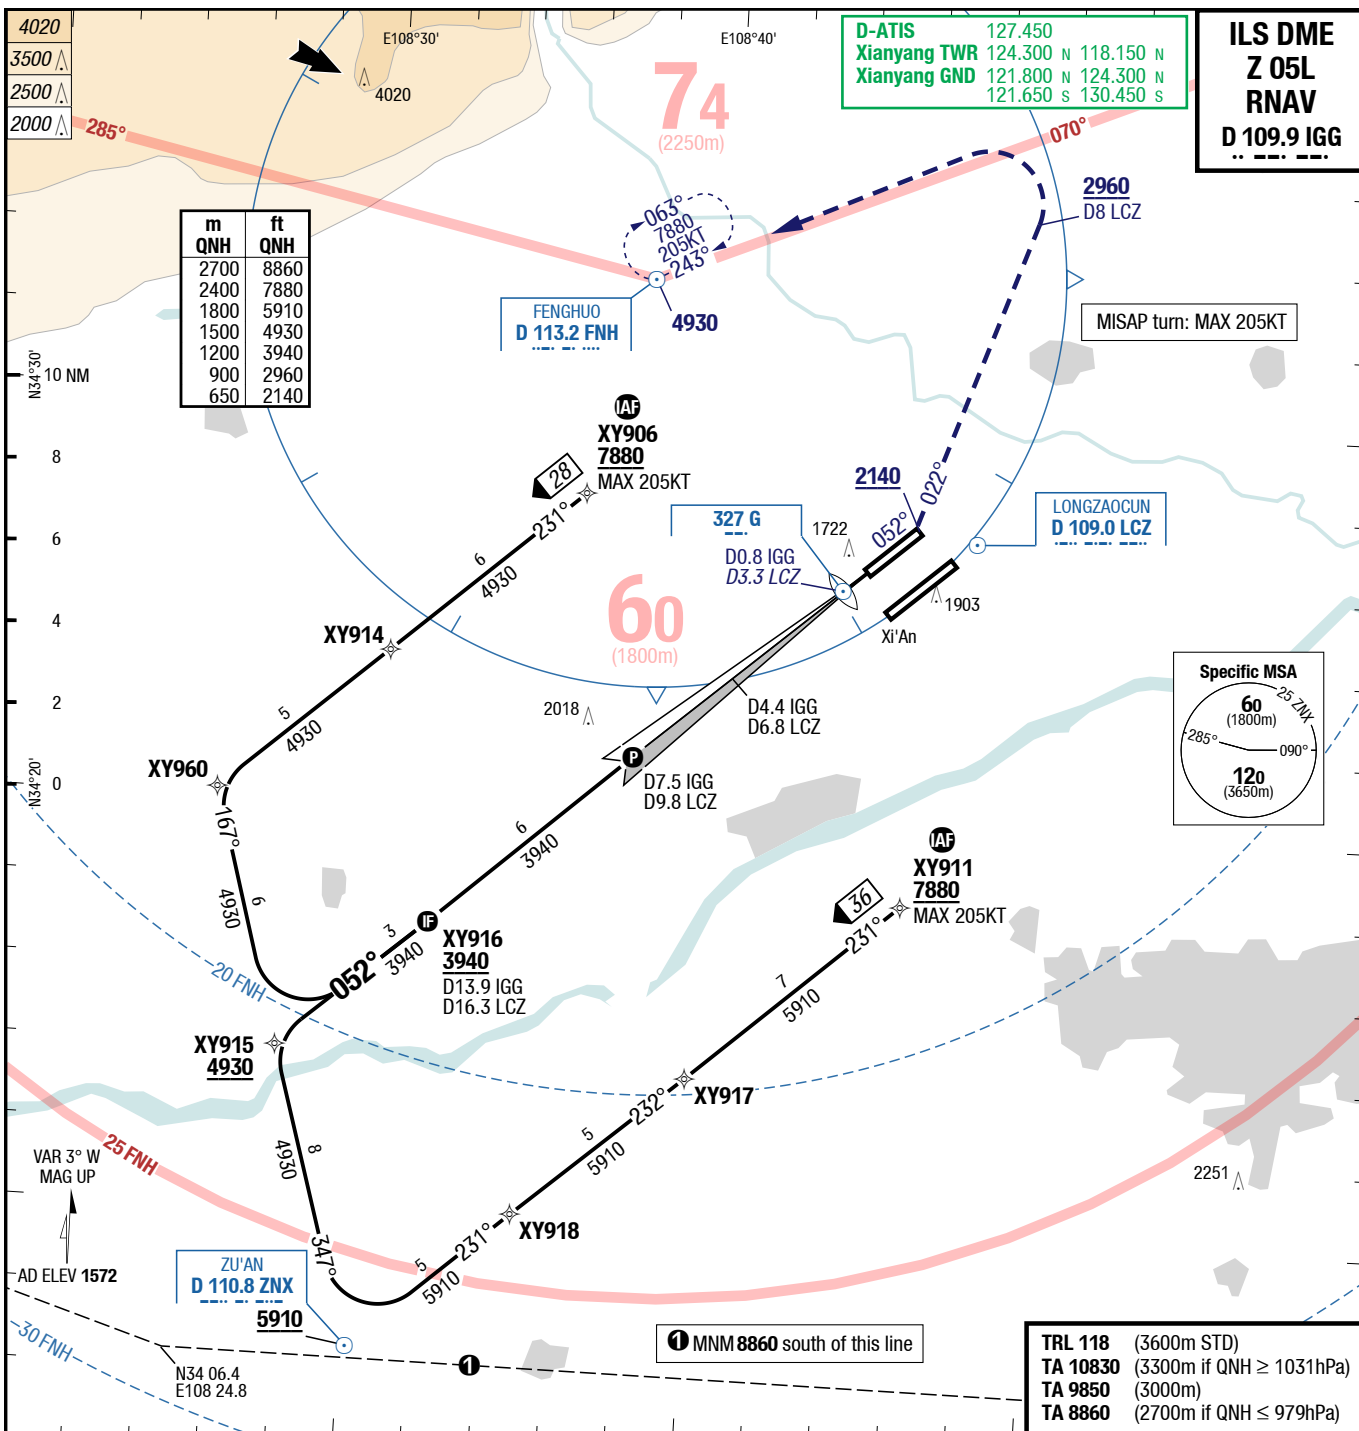 4020
3500
2500
2000
E108°30'
E108°40'
4020
74
(2250m)
D-ATIS 127.450
Xianyang TWR 124.300 N 118.150 N
Xianyang GND 121.800 N 124.300 N
121.650 S 130.450 S
ILS DME
Z 05L
RNAV
D 109.9 IGG
285°
070°
2960
D8 LCZ
m ft
QNH QNH
2700 8860
2400 7880
1800 5910
1500 4930
1200 3940
900 2960
650 2140
063°
7880
205KT
243°
FENGHUO
D 113.2 FNH
4930
MISAP turn: MAX 205KT
N34°30'
10 NM
8
6
4
2
0
N34°20'
IAF
XY906
7880
MAX 205KT
28
231°
6
4930
2140
022°
052°
LONGZAOCUN
D 109.0 LCZ
327 G
D0.8 IGG
D3.3 LCZ
1722
1903
Xi'An
60
(1800m)
XY914
5
4930
2018
D4.4 IGG
D6.8 LCZ
Specific MSA
25 ZNX
60
(1800m)
285°
090°
120
(3650m)
XY960
P
D7.5 IGG
D9.8 LCZ
167°
6
4930
6
3940
IAF
XY911
7880
MAX 205KT
36
231°
IF
XY916
3940
D13.9 IGG
D16.3 LCZ
3
3940
052°
20 FNH
7
5910
XY915
4930
XY917
232°
5
5910
8
4930
25 FNH
VAR 3° W
MAG UP
2251
XY918
231°
5
5910
347°
AD ELEV 1572
ZU'AN
D 110.8 ZNX
5910
30 FNH
N34 06.4
E108 24.8
1
1 MNM 8860 south of this line
TRL 118 (3600m STD)
TA 10830 (3300m if QNH ≥ 1031hPa)
TA 9850 (3000m)
TA 8860 (2700m if QNH ≤ 979hPa)